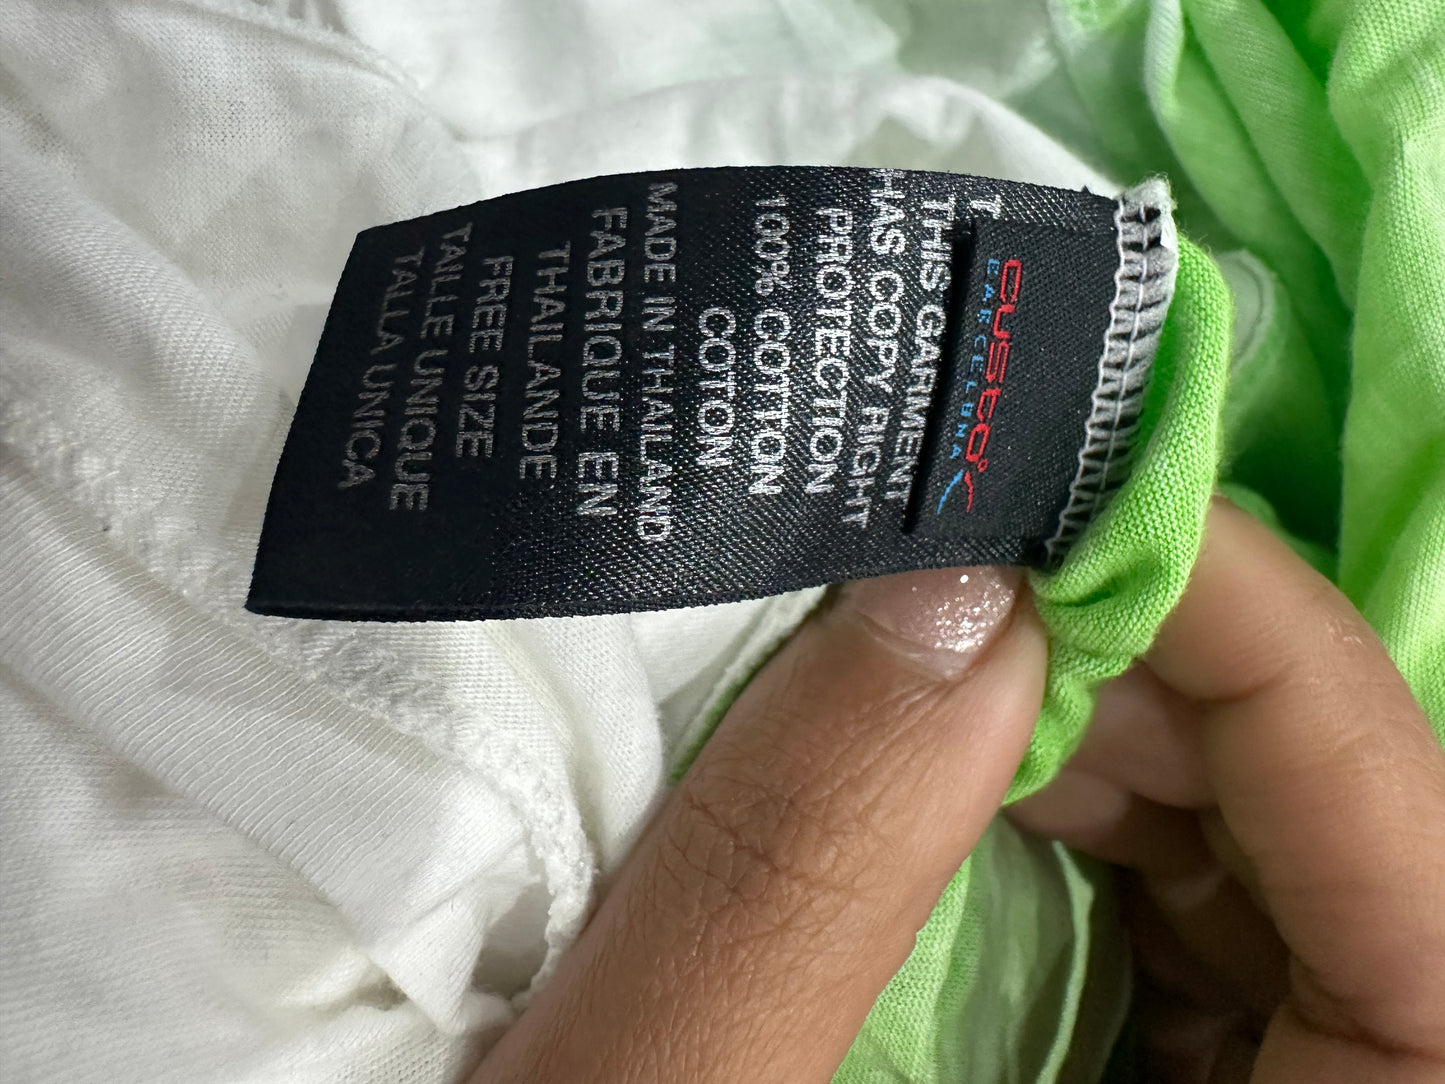 CUSTO
BARCELONA
T
THIS GARMENT
HAS COPY RIGHT
PROTECTION
100% COTTON
COTON
MADE IN THAILAND
FABRIQUE EN
THAILANDE
FREE SIZE
TAILLE UNIQUE
TALLA UNICA